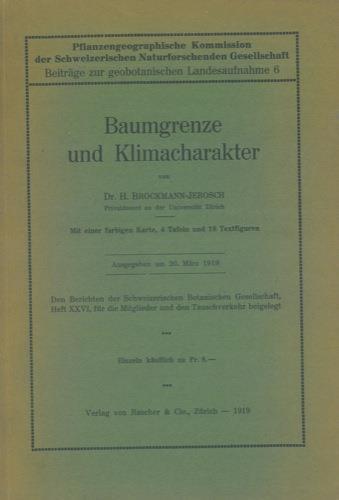 Pflanzengeographische Kommission
der Schweizerischen Naturforschenden Gesellschaft
Beiträge zur geobotanischen Landesaufnahme 6
Baumgrenze
und Klimacharakter
von
Dr. H. BROCKMANN-JEROSCH
Privatdozent an der Universität Zürich
Mit einer farbigen Karte, 4 Tafeln und 18 Textfiguren
Ausgegeben am 20. März 1919
Den Berichten der Schweizerischen Botanischen Gesellschaft,
Heft XXVI, für die Mitglieder und den Tauschverkehr beigelegt
Einzeln käuflich zu Fr. 8.—
Verlag von Rascher & Cie., Zürich — 1919